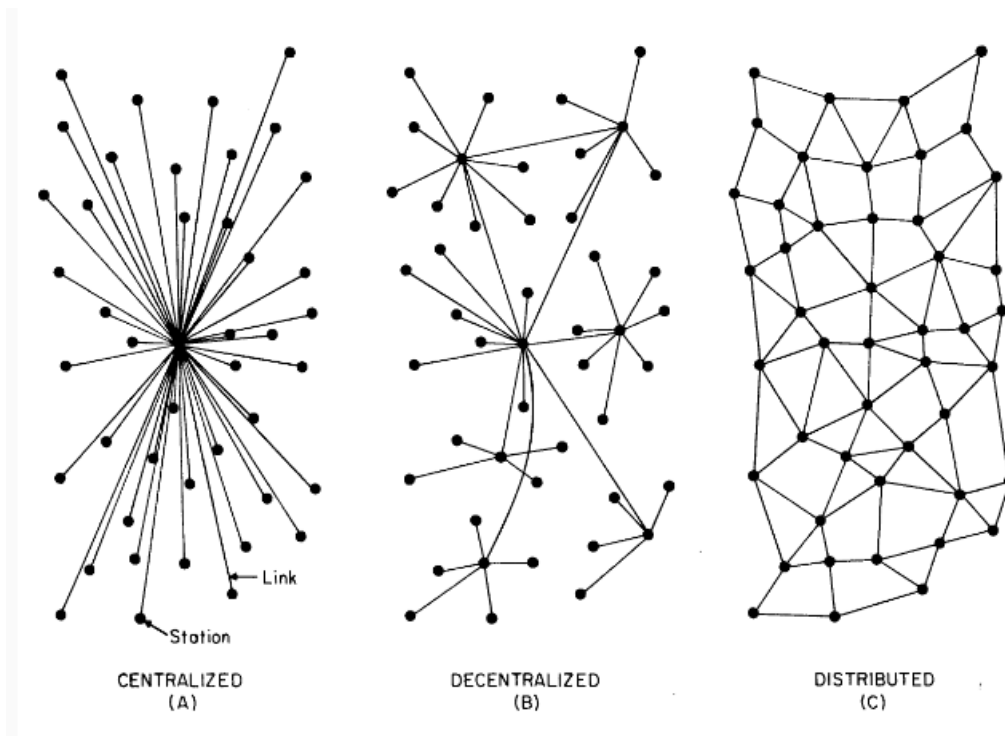 Link
Station
CENTRALIZED
(A)
DECENTRALIZED
(B)
DISTRIBUTED
(C)